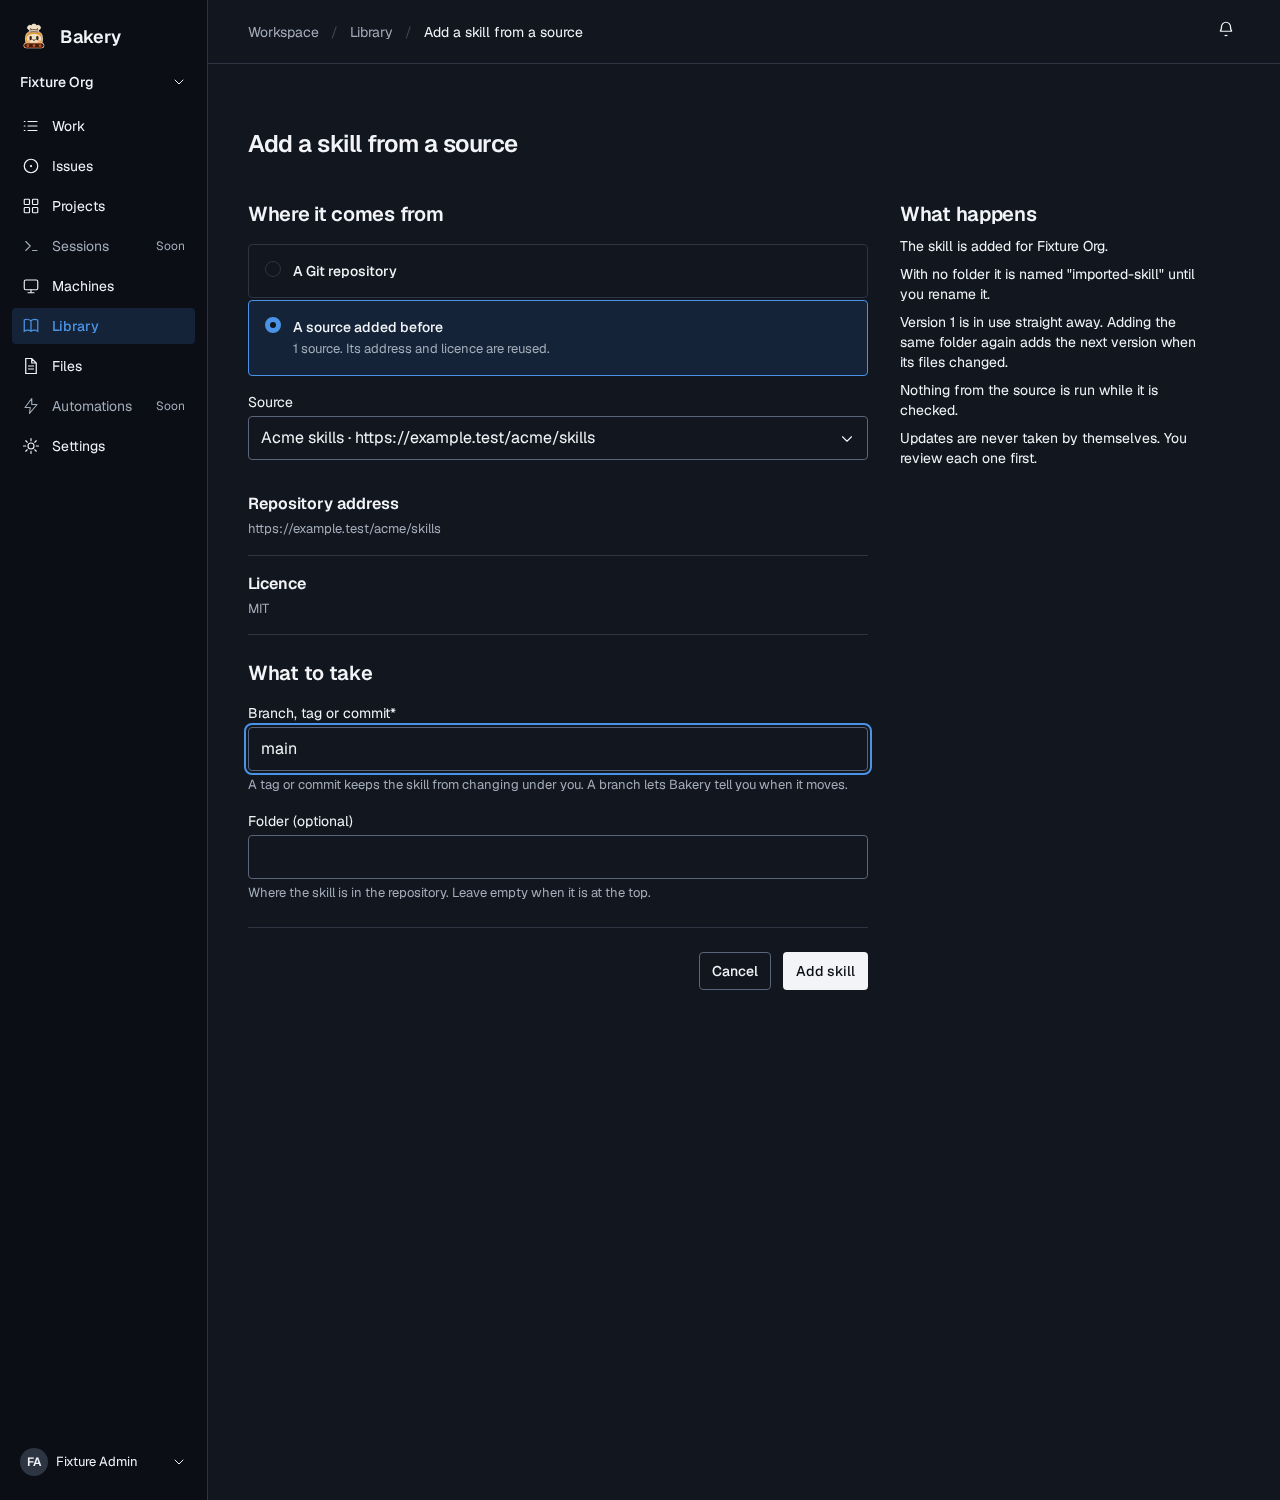 Bakery
Fixture Org
Work
Issues
Projects
Sessions Soon
Machines
Library
Files
Automations Soon
Settings
FA Fixture Admin
Workspace / Library / Add a skill from a source
Add a skill from a source
Where it comes from
A Git repository
A source added before
1 source. Its address and licence are reused.
Source
Acme skills · https://example.test/acme/skills
Repository address
https://example.test/acme/skills
Licence
MIT
What to take
Branch, tag or commit*
main
A tag or commit keeps the skill from changing under you. A branch lets Bakery tell you when it moves.
Folder (optional)
Where the skill is in the repository. Leave empty when it is at the top.
Cancel Add skill
What happens
The skill is added for Fixture Org.
With no folder it is named "imported-skill" until
you rename it.
Version 1 is in use straight away. Adding the
same folder again adds the next version when
its files changed.
Nothing from the source is run while it is
checked.
Updates are never taken by themselves. You
review each one first.